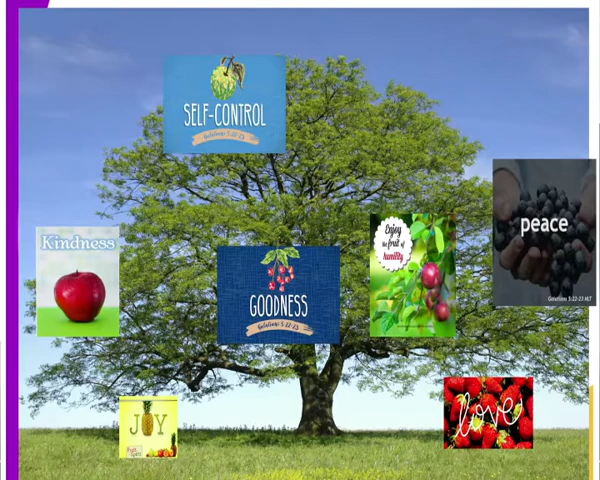 SELF-CONTROL
Galatians 5:22-23
Kindness
GOODNESS
Galatians 5:22-23
Enjoy
the fruit of
humility
peace
Galatians 5:22-23 NLT
JOY
love